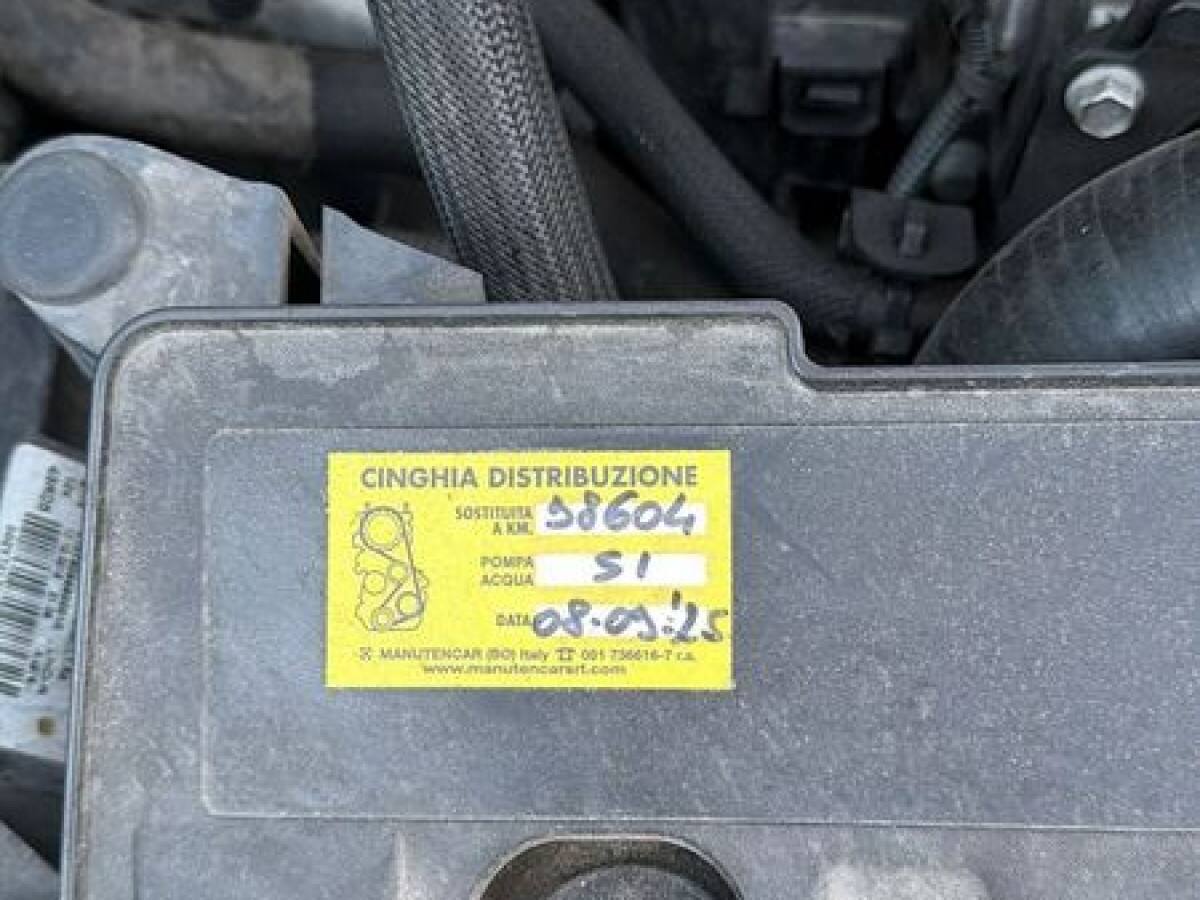 CINGHIA DISTRIBUZIONE
SOSTITUITA
A KM. 98604
POMPA
ACQUA SI
DATA 08.09.'25
MANUTENCAR (BO) Italy ☎ 051 736616-7 r.a.
www.manutencarsrl.com